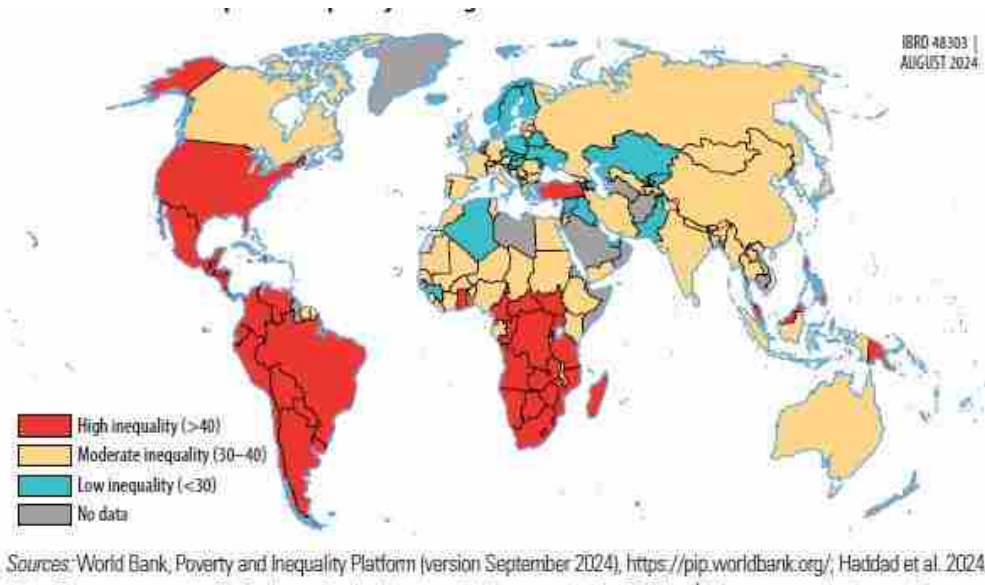 IBRD 48303 |
AUGUST 2024
High inequality (>40)
Moderate inequality (30–40)
Low inequality (<30)
No data
Sources: World Bank, Poverty and Inequality Platform (version September 2024), https://pip.worldbank.org/, Haddad et al. 2024